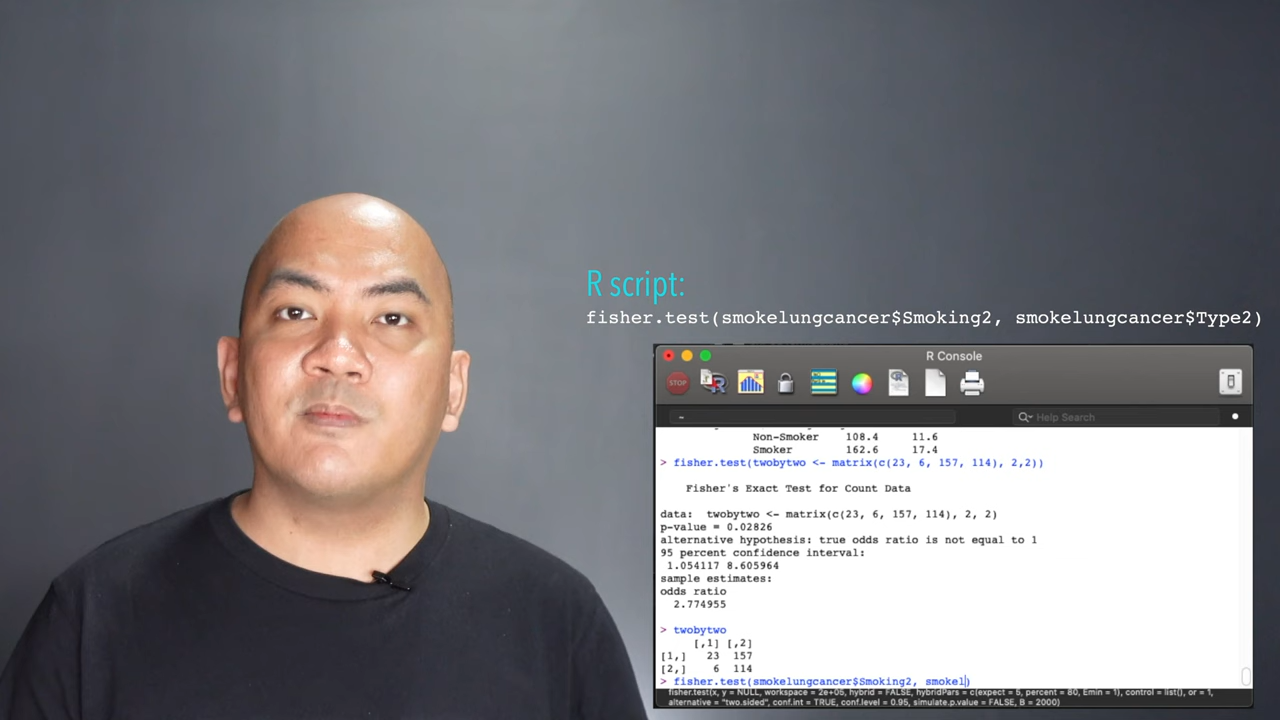 R script:
fisher.test(smokelungcancer$Smoking2, smokelungcancer$Type2)
R Console
STOP
R
~
Help Search
Non-Smoker 108.4 11.6
Smoker 162.6 17.4
> fisher.test(twobytwo <- matrix(c(23, 6, 157, 114), 2,2))
Fisher's Exact Test for Count Data
data: twobytwo <- matrix(c(23, 6, 157, 114), 2, 2)
p-value = 0.02826
alternative hypothesis: true odds ratio is not equal to 1
95 percent confidence interval:
1.054117 8.605964
sample estimates:
odds ratio
2.774955
> twobytwo
[,1] [,2]
[1,] 23 157
[2,] 6 114
> fisher.test(smokelungcancer$Smoking2, smokel)
fisher.test(x, y = NULL, workspace = 2e+05, hybrid = FALSE, hybridPars = c(expect = 5, percent = 80, Emin = 1), control = list(), or = 1,
alternative = "two.sided", conf.int = TRUE, conf.level = 0.95, simulate.p.value = FALSE, B = 2000)